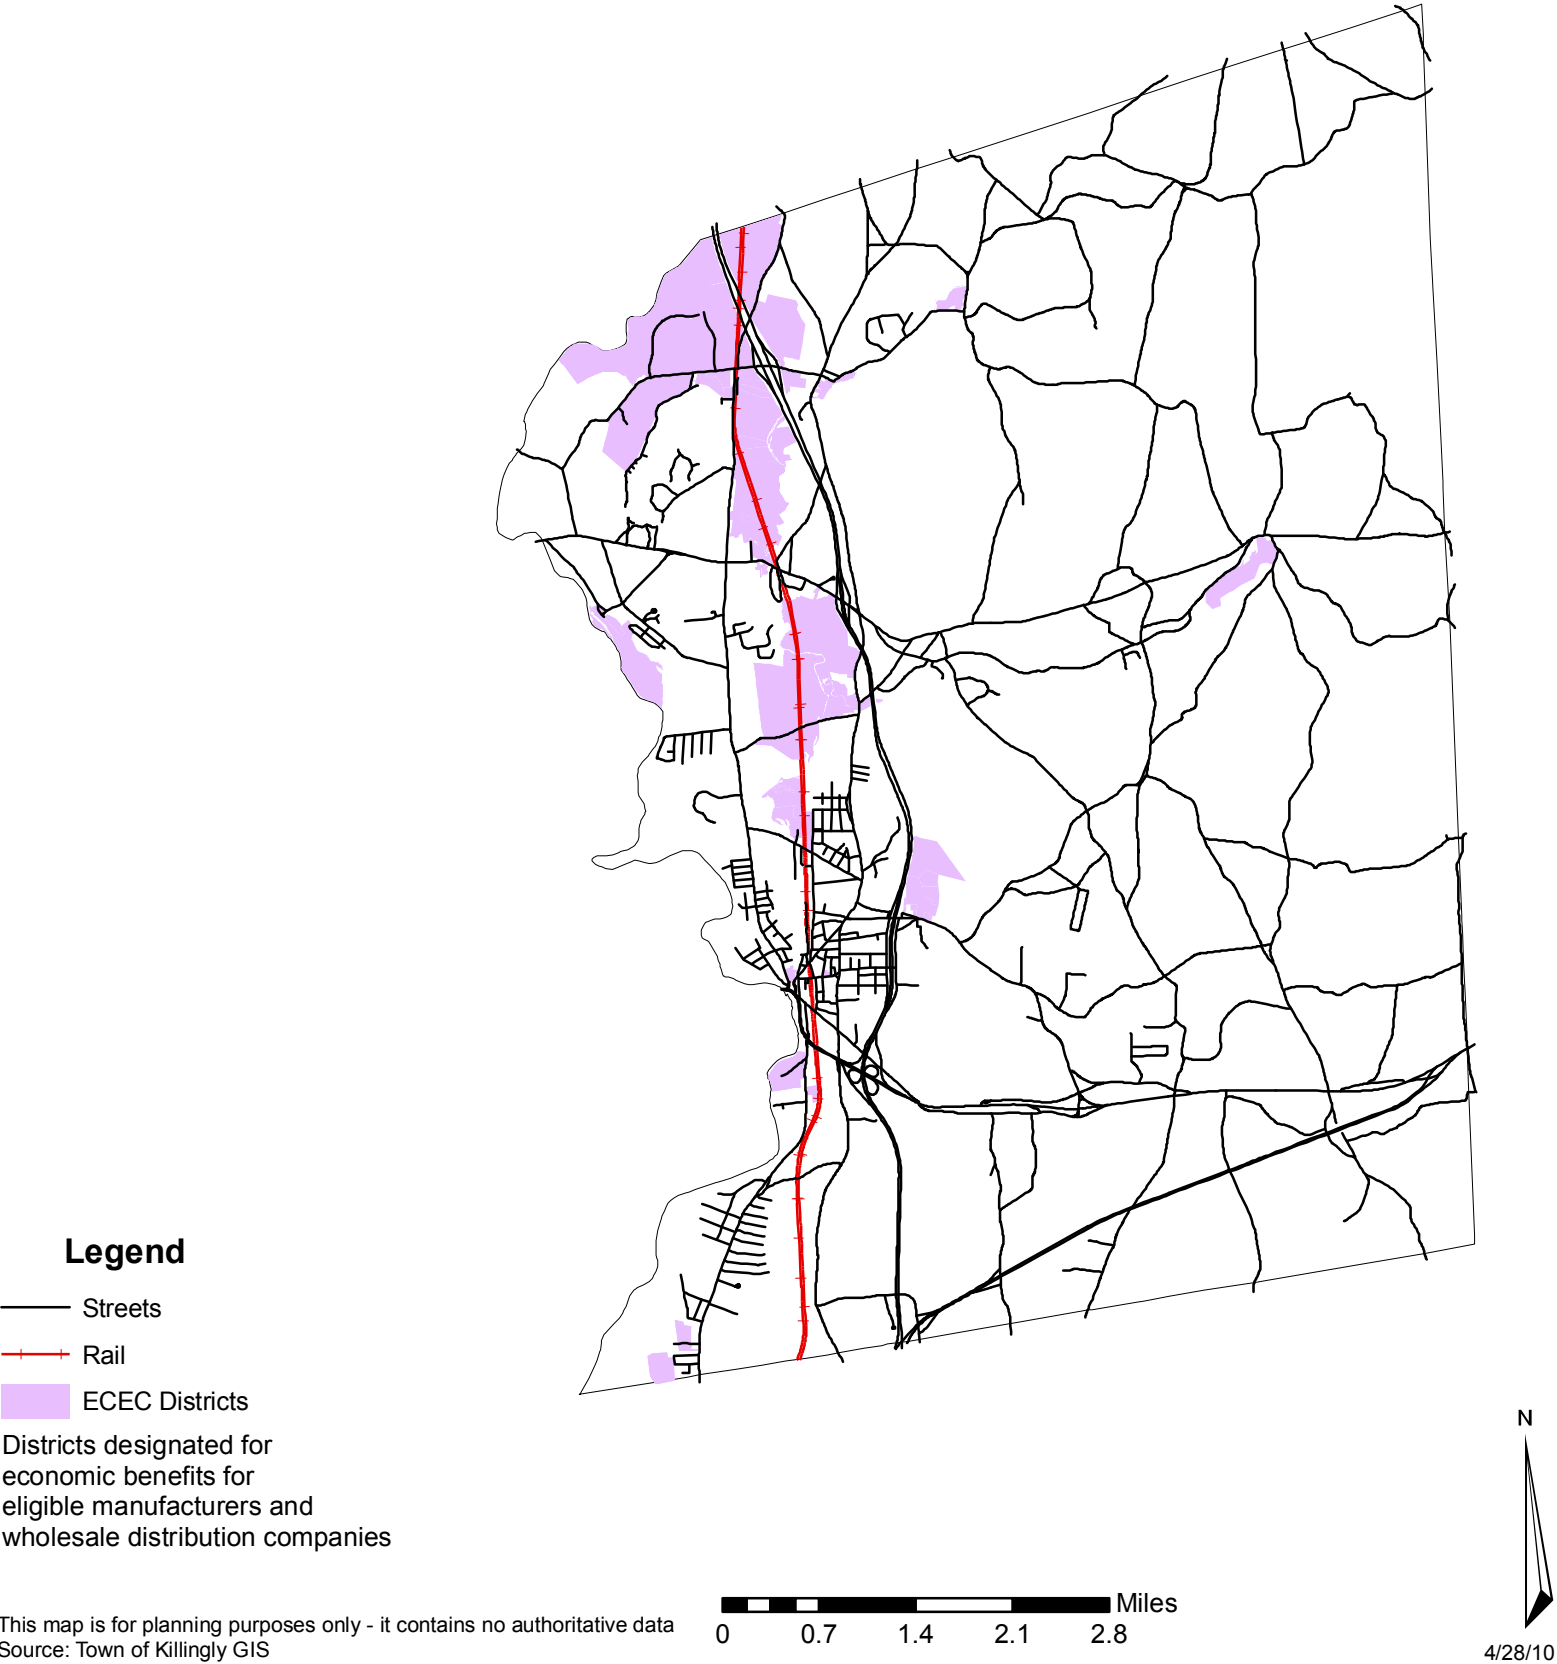 Legend
Streets
Rail
ECEC Districts
Districts designated for
economic benefits for
eligible manufacturers and
wholesale distribution companies
This map is for planning purposes only - it contains no authoritative data
Source: Town of Killingly GIS
Miles
0 0.7 1.4 2.1 2.8
N
4/28/10